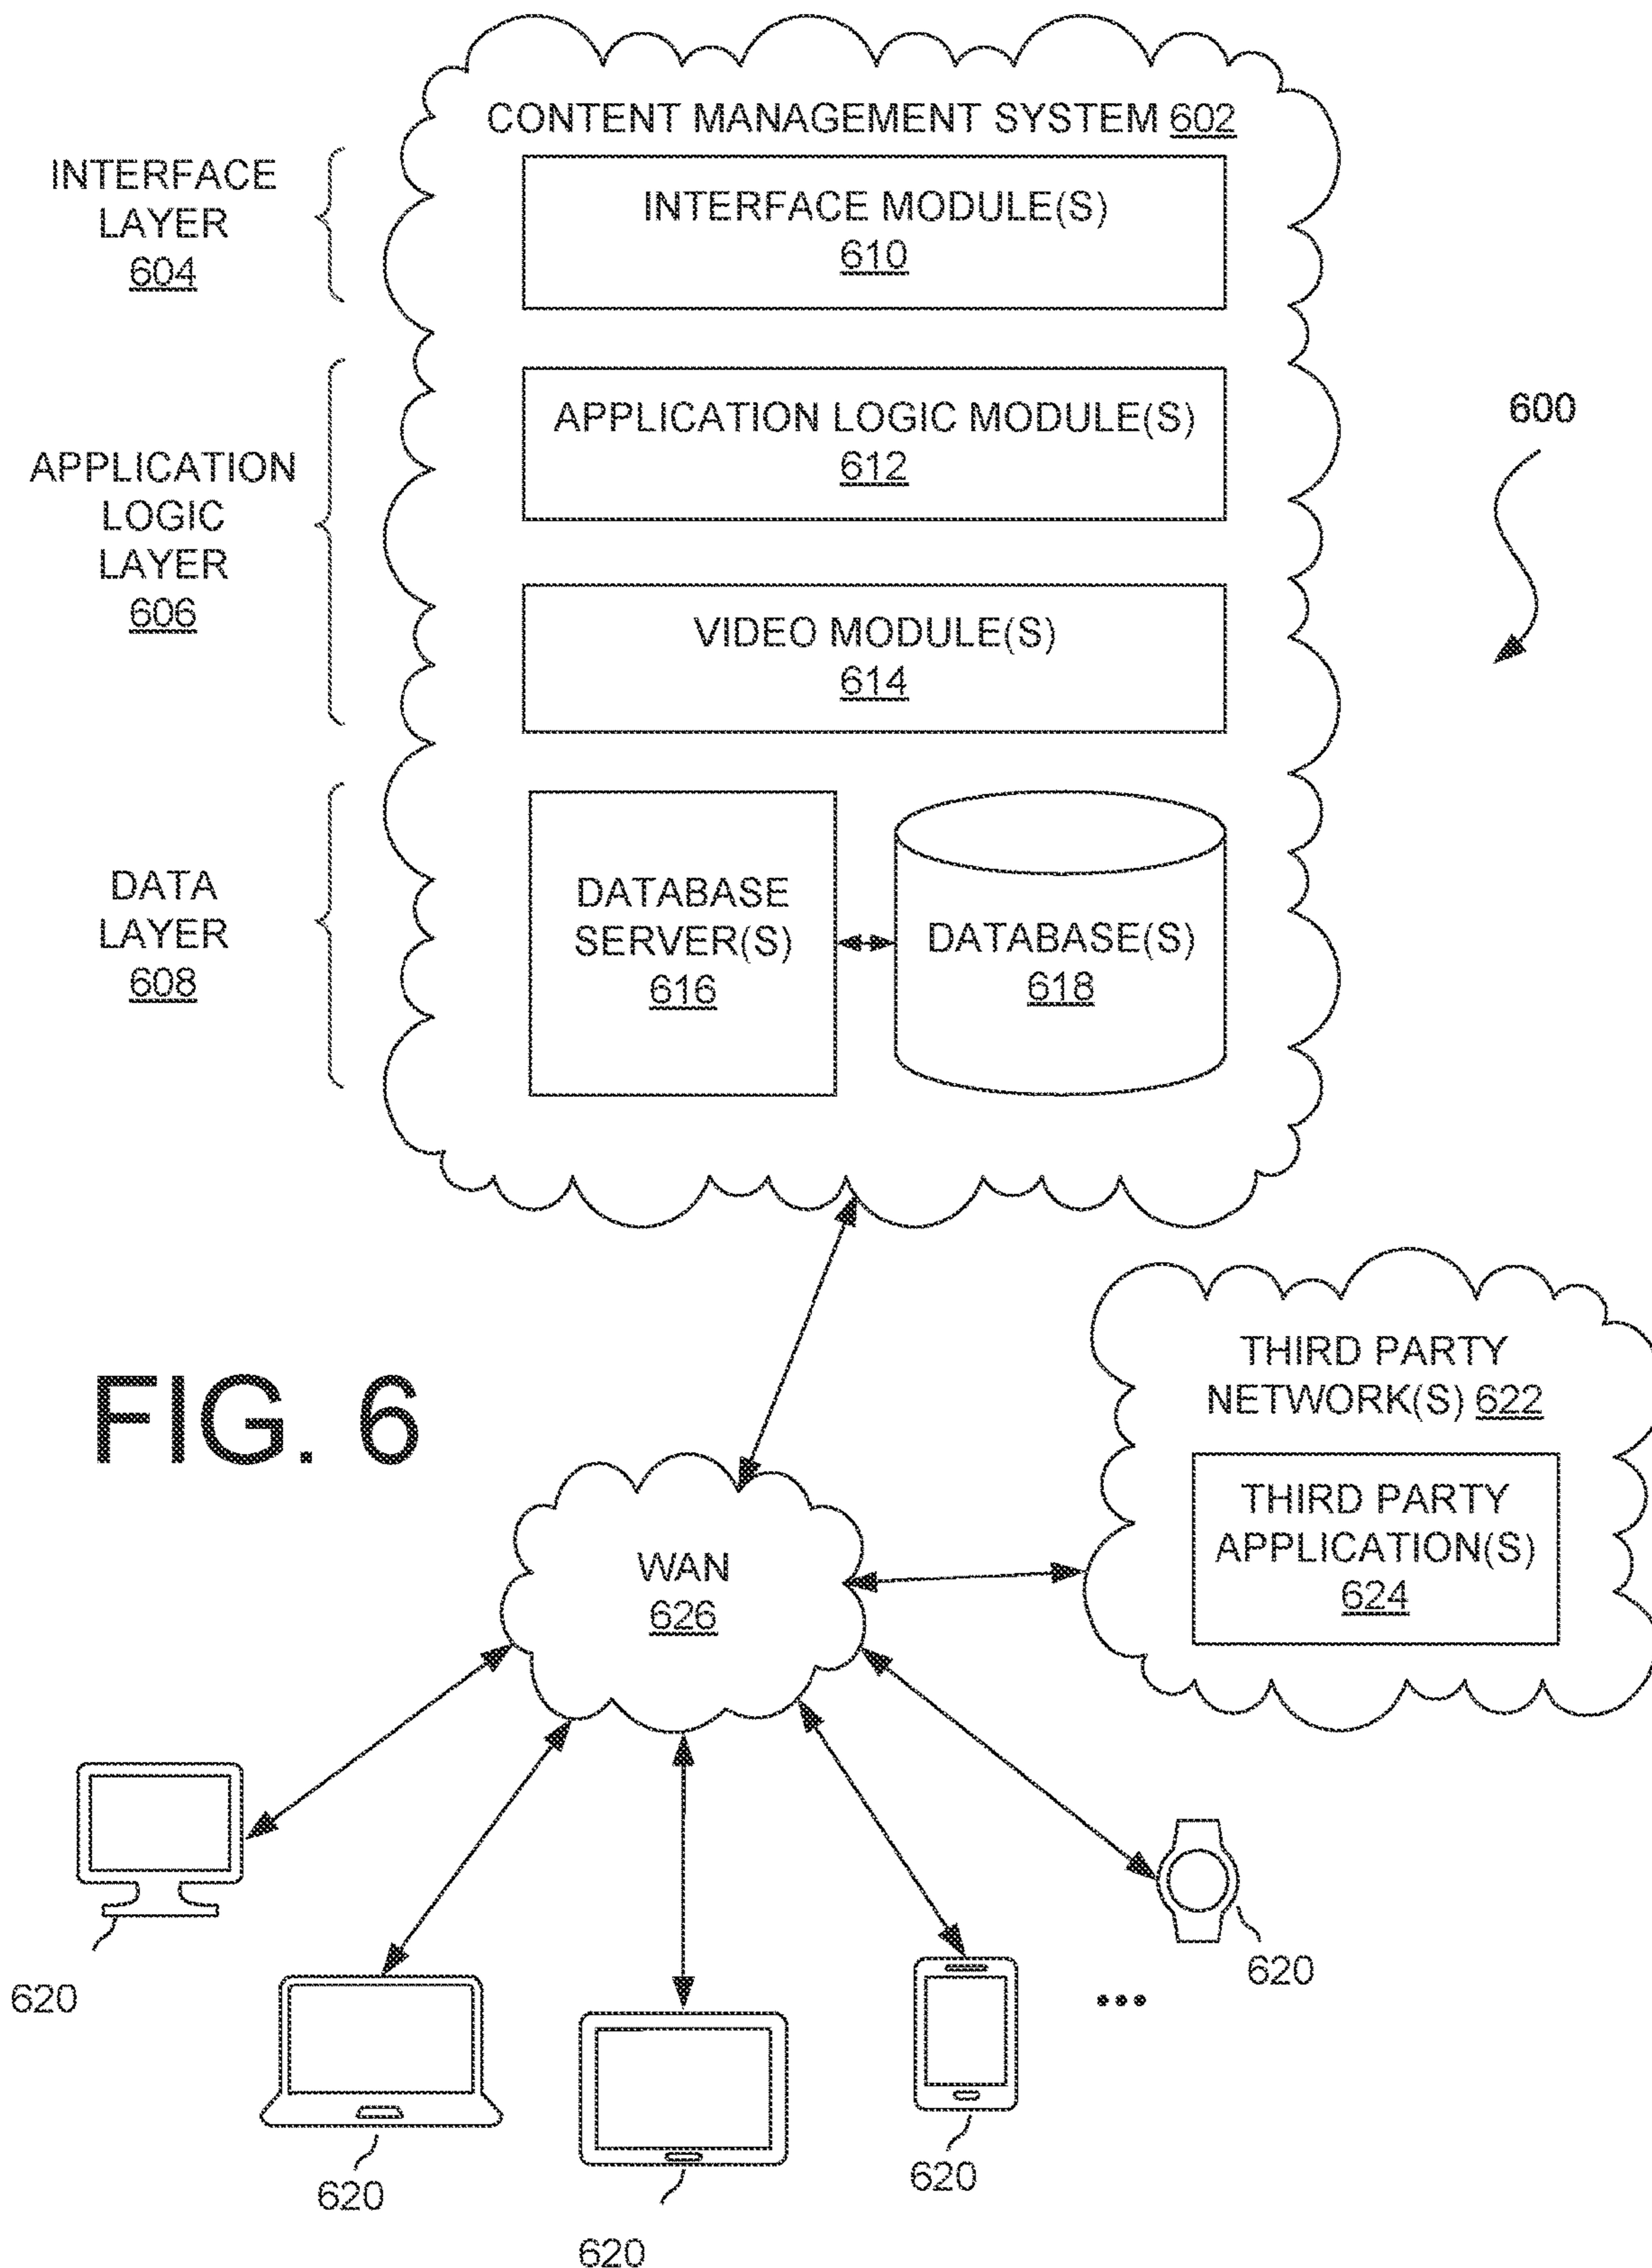 CONTENT MANAGEMENT SYSTEM 602
INTERFACE
LAYER
604
INTERFACE MODULE(S)
610
APPLICATION
LOGIC
LAYER
606
APPLICATION LOGIC MODULE(S)
612
600
VIDEO MODULE(S)
614
DATA
LAYER
608
DATABASE
SERVER(S)
616
DATABASE(S)
618
FIG. 6
THIRD PARTY
NETWORK(S) 622
THIRD PARTY
APPLICATION(S)
624
WAN
626
620
620
620
620
...
620